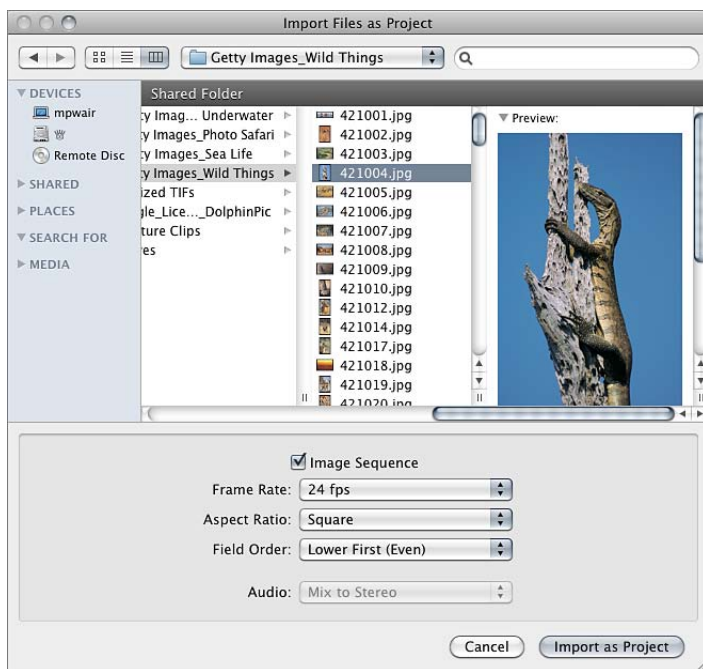 Import Files as Project
Getty Images_Wild Things
DEVICES
mpwair
Remote Disc
SHARED
PLACES
SEARCH FOR
MEDIA
Shared Folder
ty Imag... Underwater
ty Images_Photo Safari
ty Images_Sea Life
ty Images_Wild Things
ized TIFs
gle_Lice..._DolphinPic
ture Clips
res
421001.jpg
421002.jpg
421003.jpg
421004.jpg
421005.jpg
421006.jpg
421007.jpg
421008.jpg
421009.jpg
421010.jpg
421012.jpg
421014.jpg
421017.jpg
421018.jpg
421019.jpg
421020.jpg
Preview:
Image Sequence
Frame Rate: 24 fps
Aspect Ratio: Square
Field Order: Lower First (Even)
Audio: Mix to Stereo
Cancel
Import as Project